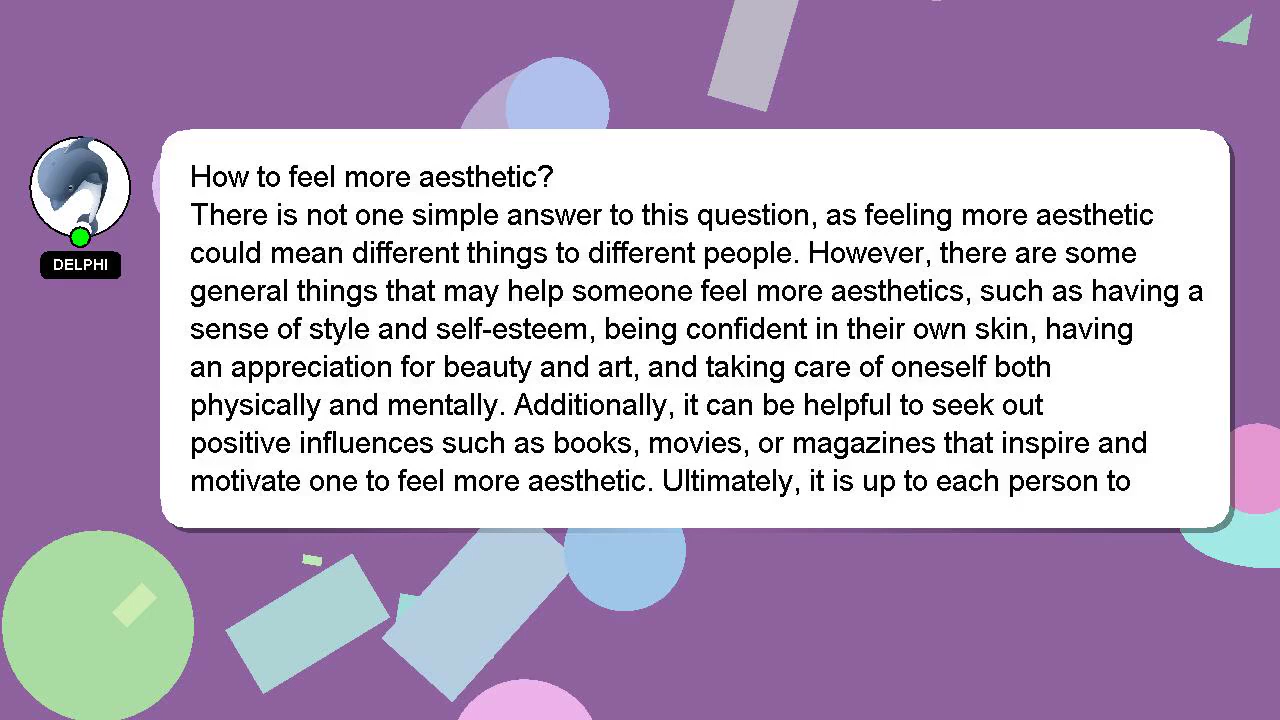 How to feel more aesthetic?
There is not one simple answer to this question, as feeling more aesthetic
could mean different things to different people. However, there are some
general things that may help someone feel more aesthetics, such as having a
sense of style and self-esteem, being confident in their own skin, having
an appreciation for beauty and art, and taking care of oneself both
physically and mentally. Additionally, it can be helpful to seek out
positive influences such as books, movies, or magazines that inspire and
motivate one to feel more aesthetic. Ultimately, it is up to each person to
DELPHI